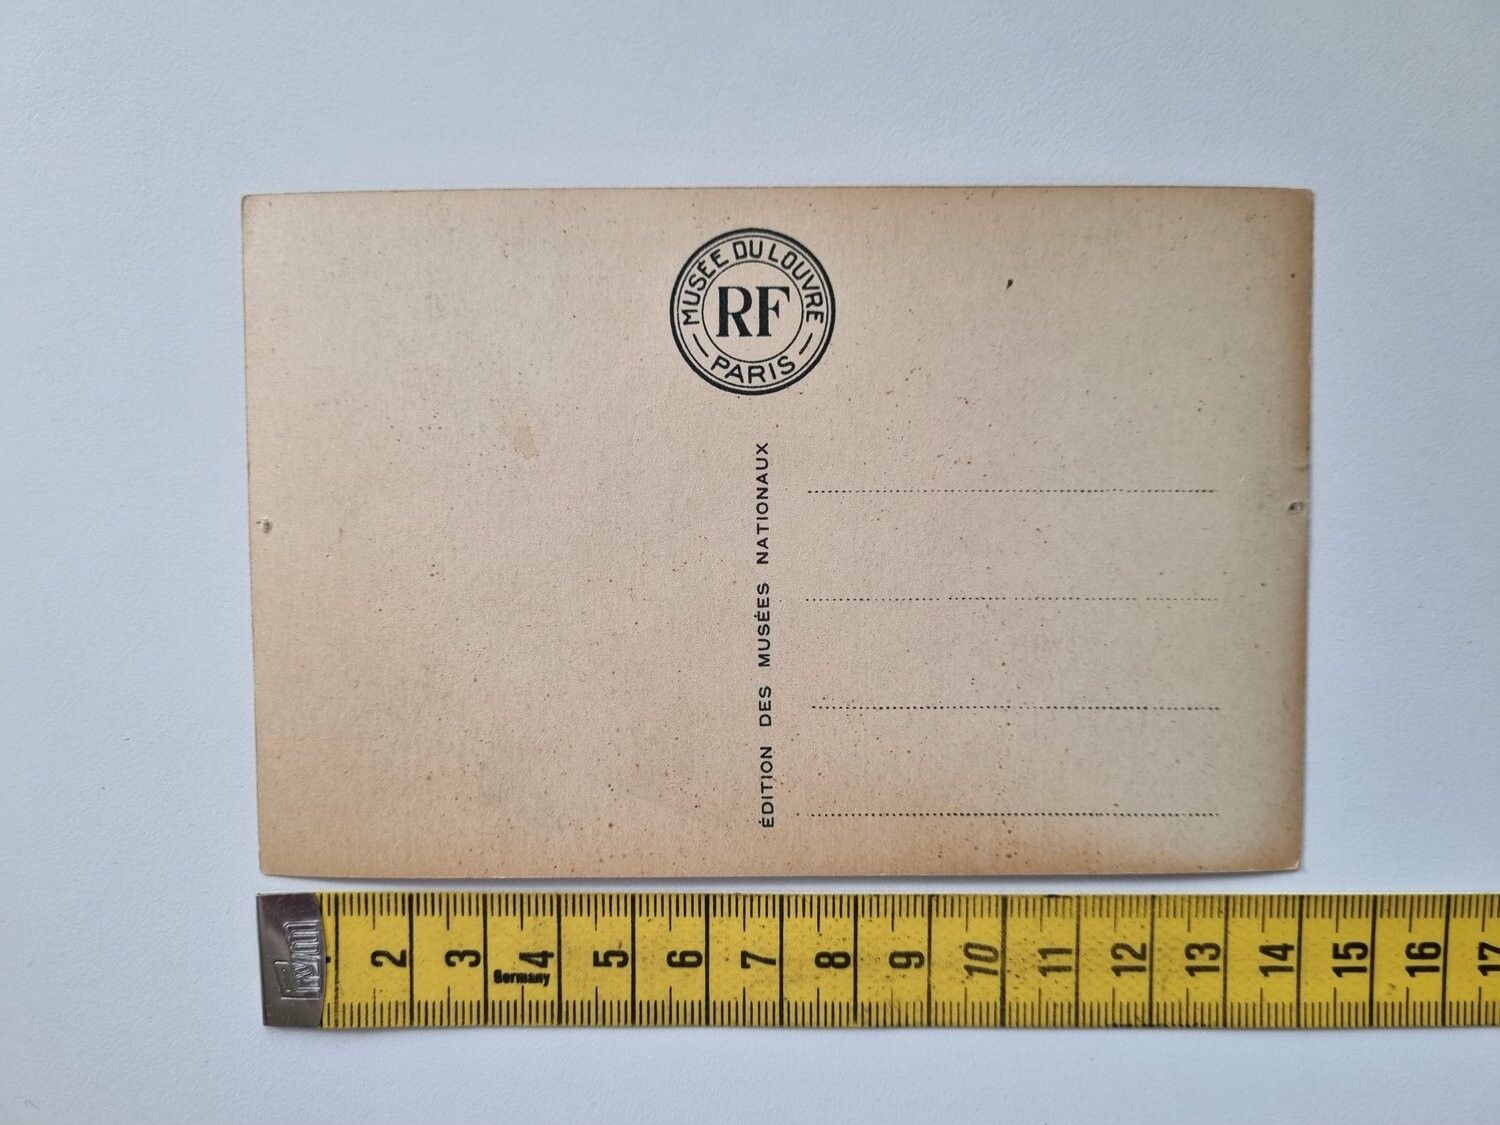 MUSÉE DU LOUVRE
RF
PARIS
ÉDITION DES MUSÉES NATIONAUX
Prym
Germany
2 3 4 5 6 7 8 9 10 11 12 13 14 15 16 17